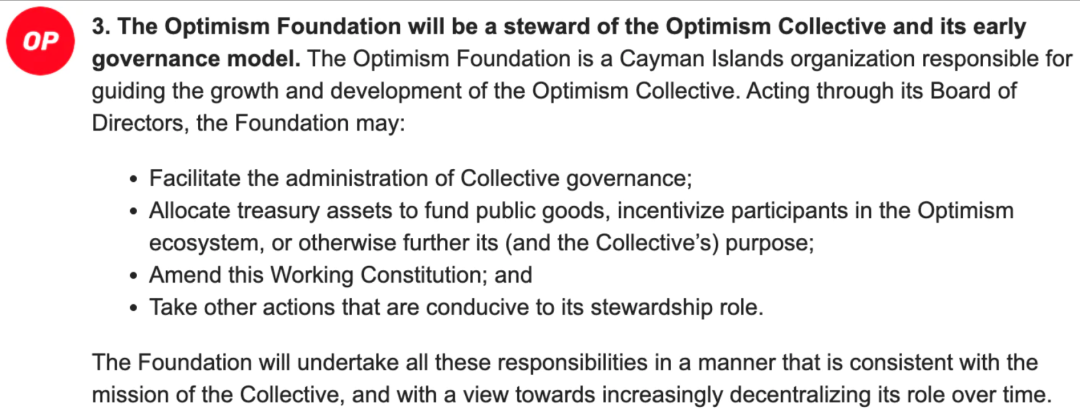 OP
3. The Optimism Foundation will be a steward of the Optimism Collective and its early
governance model. The Optimism Foundation is a Cayman Islands organization responsible for
guiding the growth and development of the Optimism Collective. Acting through its Board of
Directors, the Foundation may:
• Facilitate the administration of Collective governance;
• Allocate treasury assets to fund public goods, incentivize participants in the Optimism
ecosystem, or otherwise further its (and the Collective’s) purpose;
• Amend this Working Constitution; and
• Take other actions that are conducive to its stewardship role.
The Foundation will undertake all these responsibilities in a manner that is consistent with the
mission of the Collective, and with a view towards increasingly decentralizing its role over time.